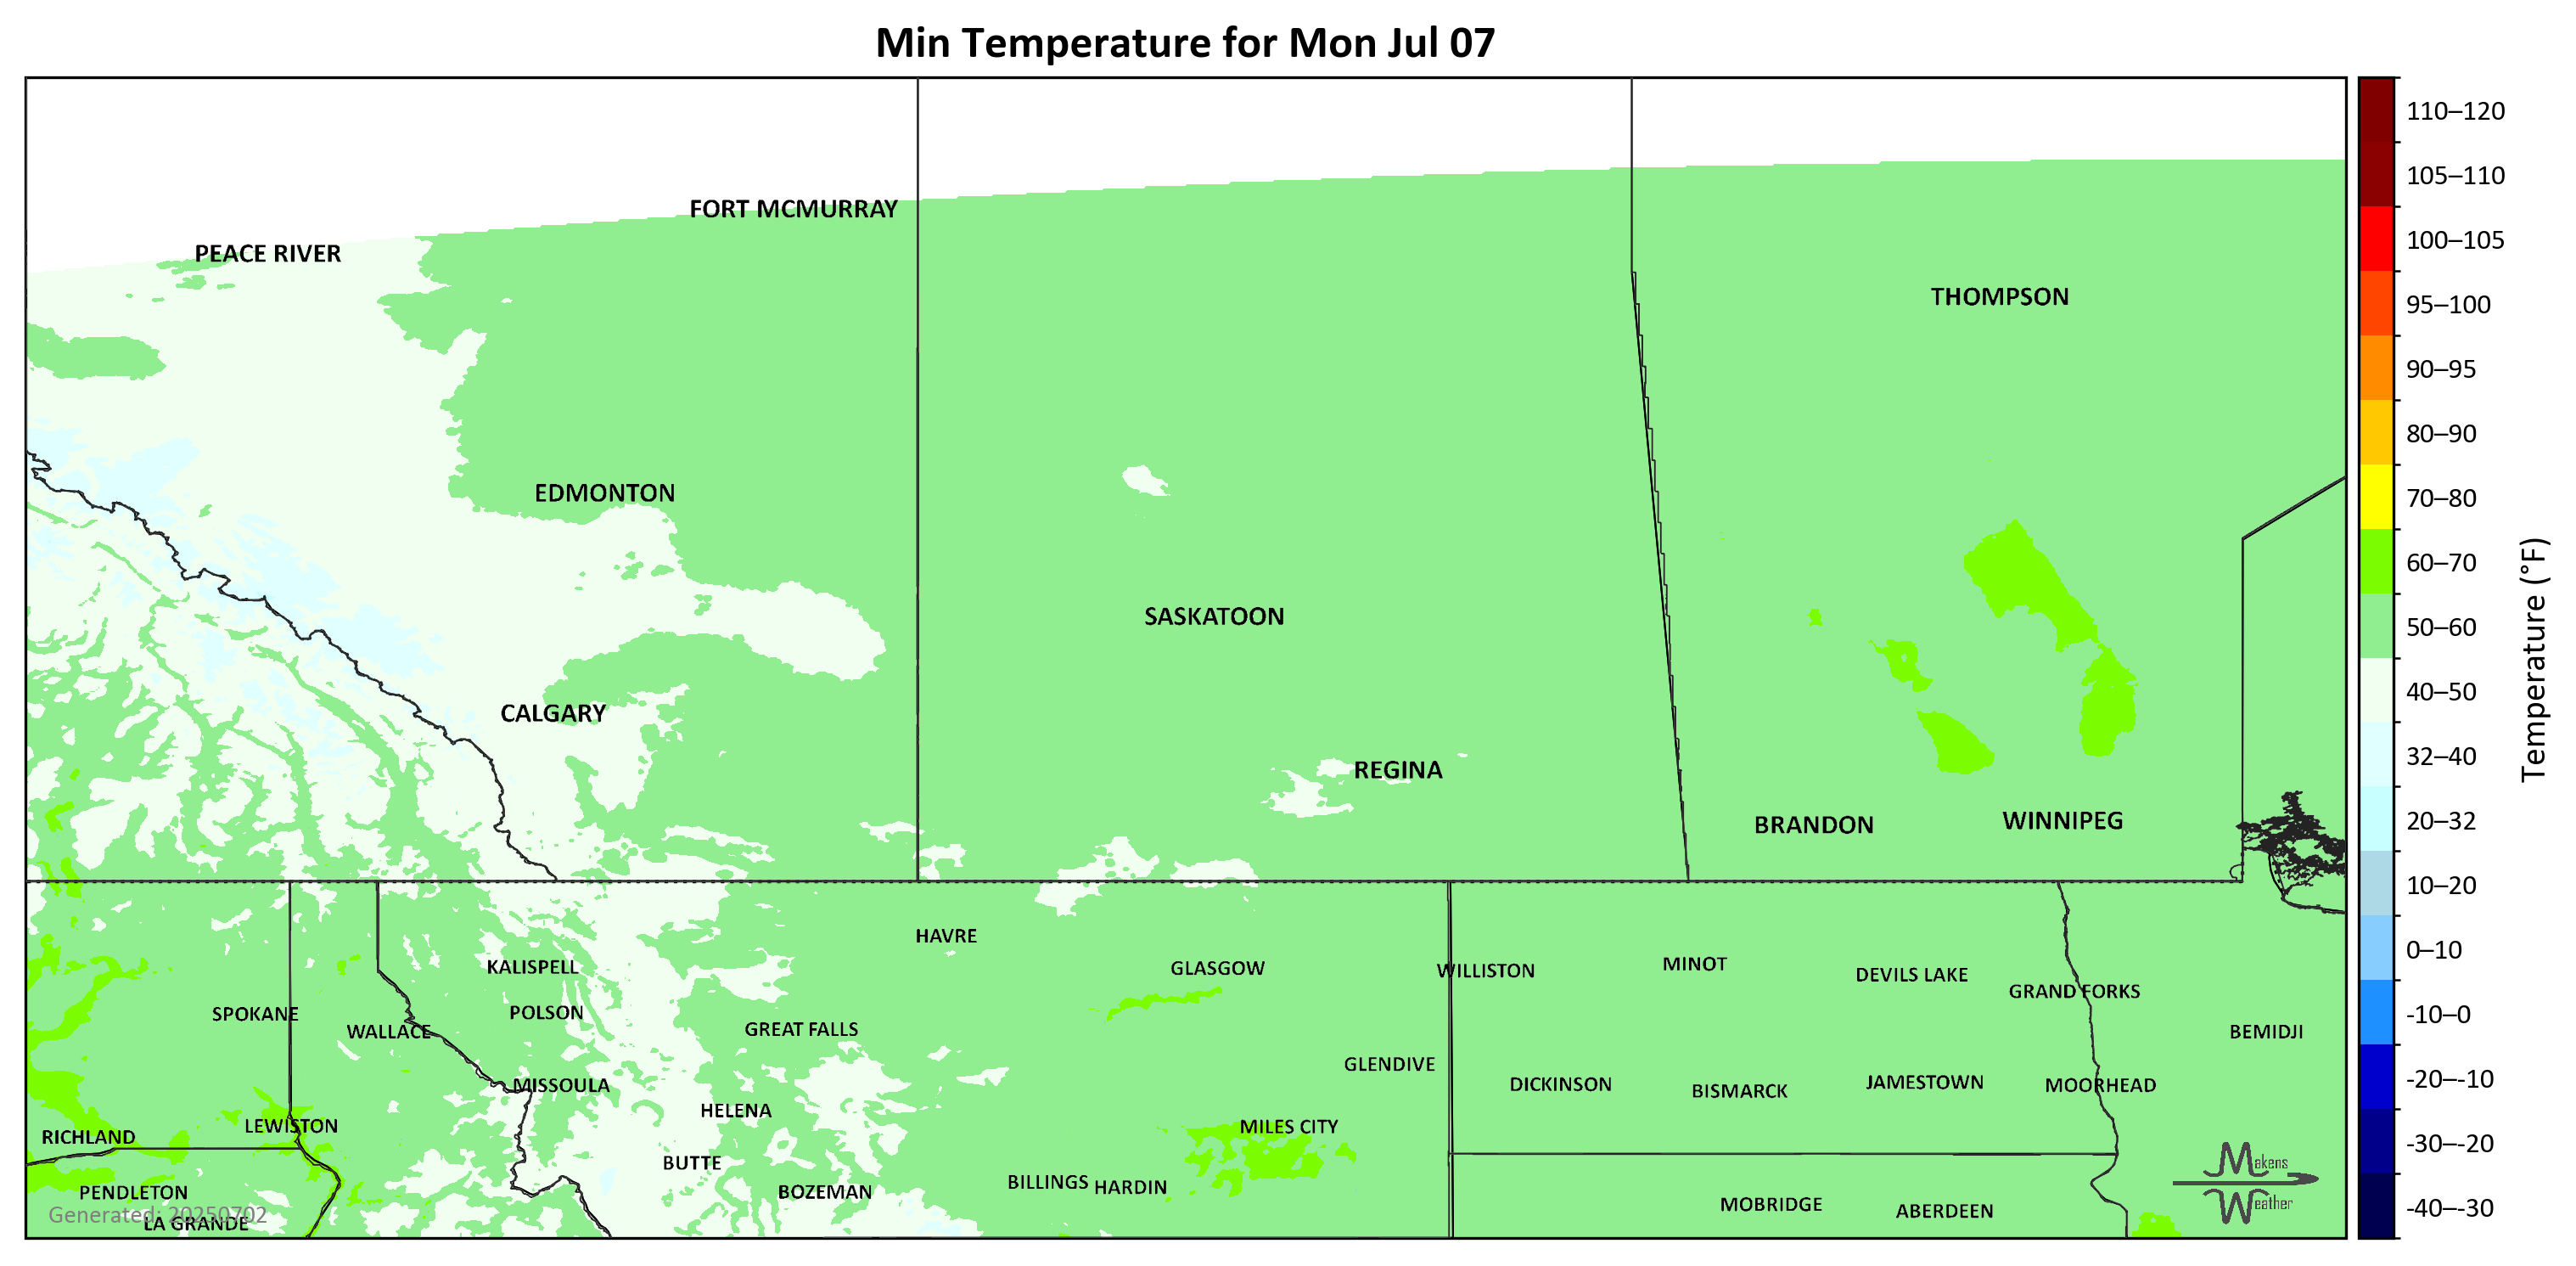 Min Temperature for Mon Jul 07
FORT MCMURRAY
PEACE RIVER
THOMPSON
EDMONTON
SASKATOON
CALGARY
REGINA
BRANDON
WINNIPEG
HAVRE
KALISPELL
GLASGOW
WILLISTON
MINOT
DEVILS LAKE
GRAND FORKS
SPOKANE
WALLACE
POLSON
GREAT FALLS
BEMIDJI
GLENDIVE
MISSOULA
DICKINSON
BISMARCK
JAMESTOWN
MOORHEAD
HELENA
LEWISTON
RICHLAND
MILES CITY
BUTTE
BILLINGS
HARDIN
BOZEMAN
PENDLETON
MOBRIDGE
ABERDEEN
Generated: 20250702
LA GRANDE
Makens
Weather
110–120
105–110
100–105
95–100
90–95
80–90
70–80
60–70
50–60
40–50
32–40
20–32
10–20
0–10
-10–0
-20–-10
-30–-20
-40–-30
Temperature (°F)